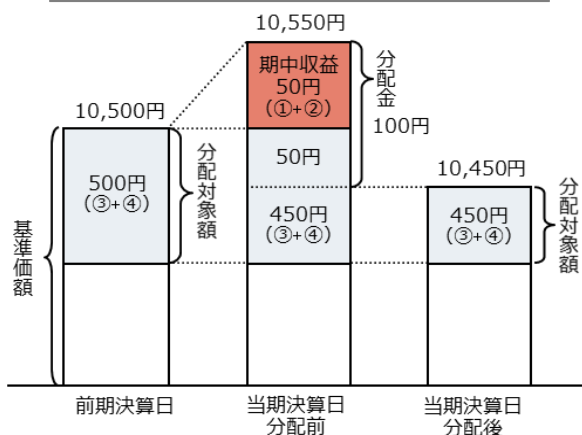 10,550円
期中収益
50円
(①+②)
分配金
100円
10,500円
500円
(③+④)
分配対象額
50円
450円
(③+④)
10,450円
450円
(③+④)
分配対象額
基準価額
前期決算日
当期決算日
分配前
当期決算日
分配後